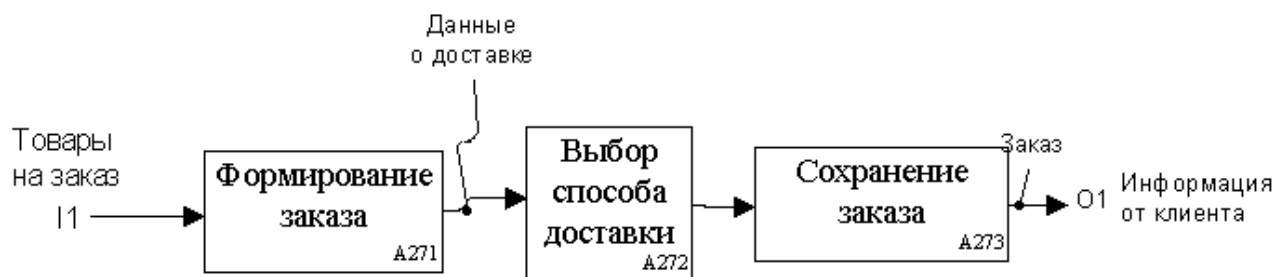 Данные
о доставке
Товары
на заказ
I1
Формирование
заказа
A271
Выбор
способа
доставки
A272
Сохранение
заказа
A273
Заказ
O1
Информация
от клиента